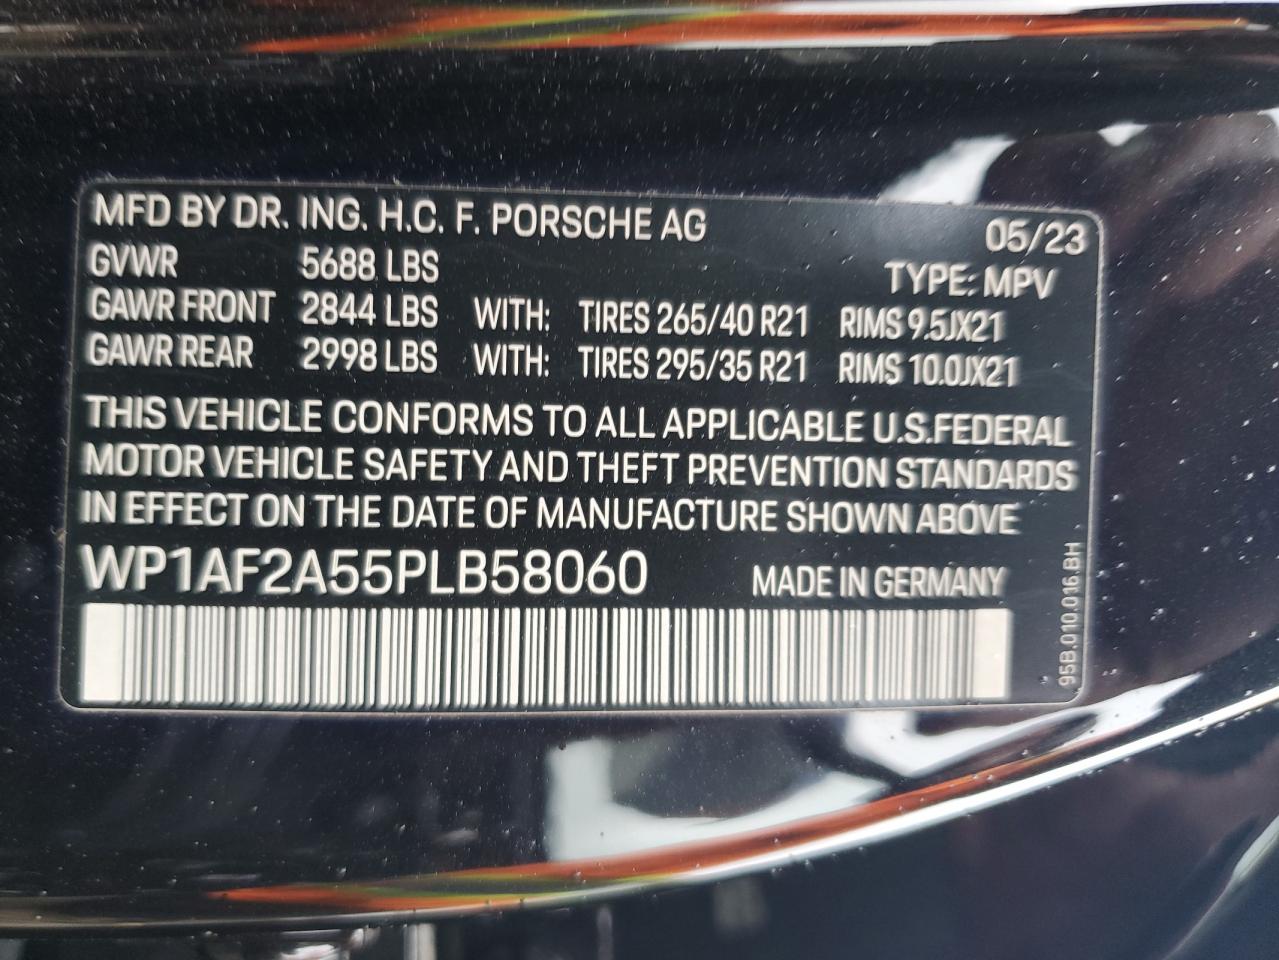 MFD BY DR. ING. H.C. F. PORSCHE AG 05/23
GVWR 5688 LBS TYPE: MPV
GAWR FRONT 2844 LBS WITH: TIRES 265/40 R21 RIMS 9.5JX21
GAWR REAR 2998 LBS WITH: TIRES 295/35 R21 RIMS 10.0JX21
THIS VEHICLE CONFORMS TO ALL APPLICABLE U.S.FEDERAL
MOTOR VEHICLE SAFETY AND THEFT PREVENTION STANDARDS
IN EFFECT ON THE DATE OF MANUFACTURE SHOWN ABOVE
WP1AF2A55PLB58060 MADE IN GERMANY
95B.010.016.BH